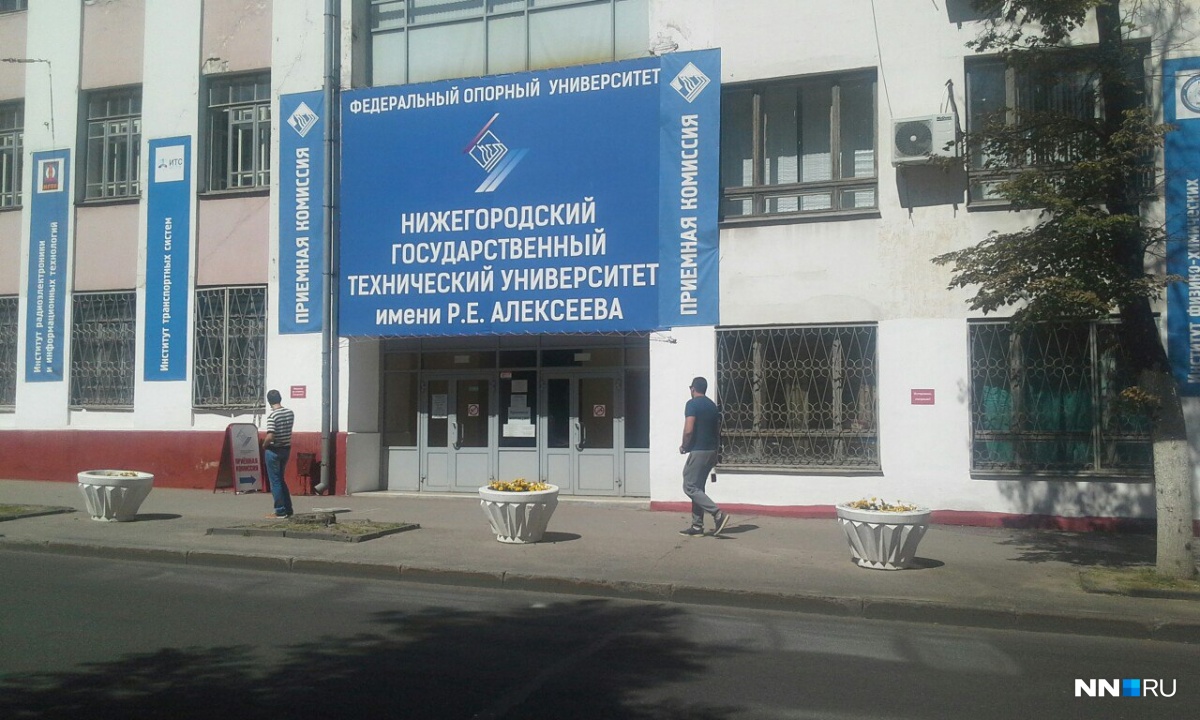 ФЕДЕРАЛЬНЫЙ ОПОРНЫЙ УНИВЕРСИТЕТ
НИЖЕГОРОДСКИЙ
ГОСУДАРСТВЕННЫЙ
ТЕХНИЧЕСКИЙ УНИВЕРСИТЕТ
имени Р.Е. АЛЕКСЕЕВА
ПРИЕМНАЯ КОМИССИЯ
ПРИЕМНАЯ КОМИССИЯ
Институт радиоэлектроники
и информационных технологий
ИТС
Институт транспортных систем
ПРИЕМНАЯ
КОМИССИЯ
NN RU